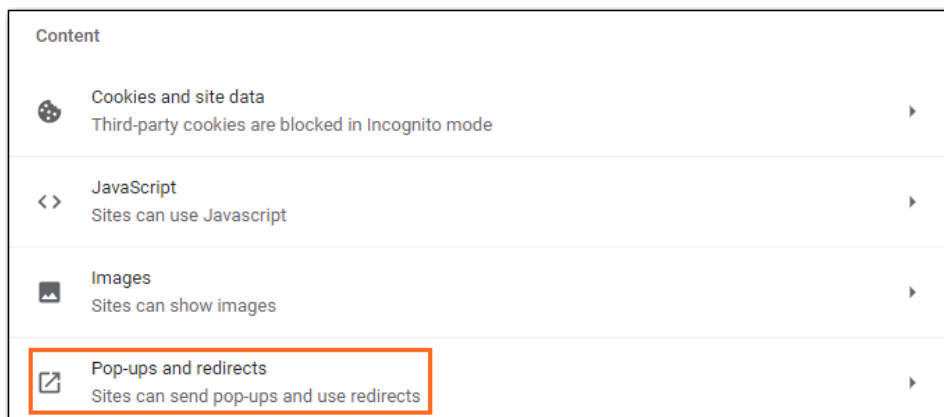 Content
Cookies and site data
Third-party cookies are blocked in Incognito mode
JavaScript
Sites can use Javascript
Images
Sites can show images
Pop-ups and redirects
Sites can send pop-ups and use redirects